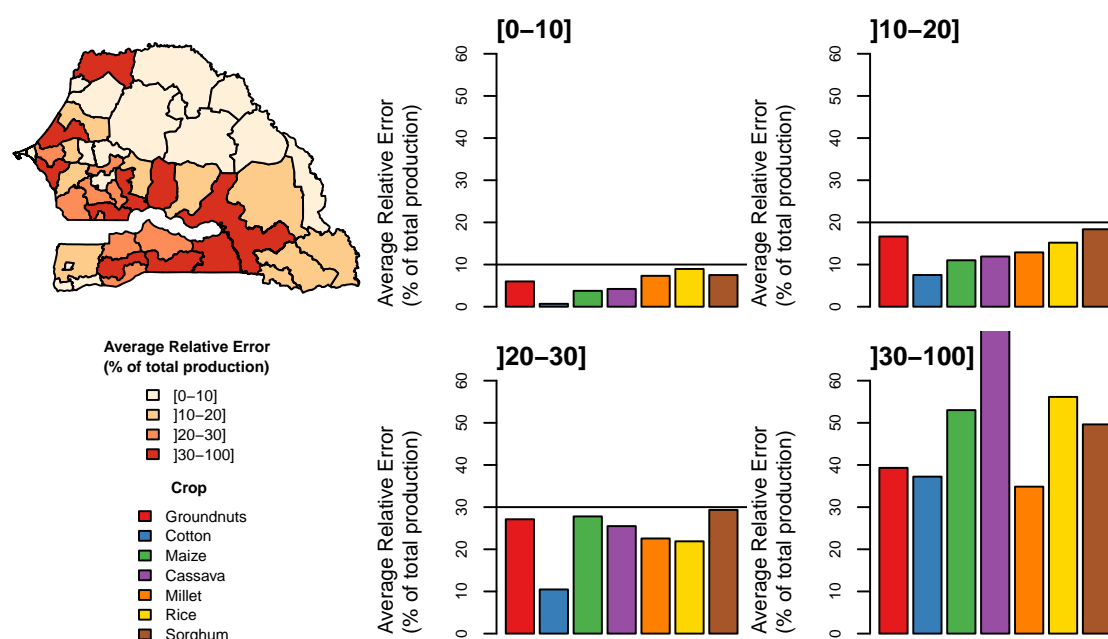 [0−10]
Average Relative Error
(% of total production)
0 10 20 30 40 50 60
]10−20]
Average Relative Error
(% of total production)
0 10 20 30 40 50 60
Average Relative Error
(% of total production)
[0−10]
]10−20]
]20−30]
]30−100]
Crop
Groundnuts
Cotton
Maize
Cassava
Millet
Rice
Sorghum
]20−30]
Average Relative Error
(% of total production)
0 10 20 30 40 50 60
]30−100]
Average Relative Error
(% of total production)
0 10 20 30 40 50 60